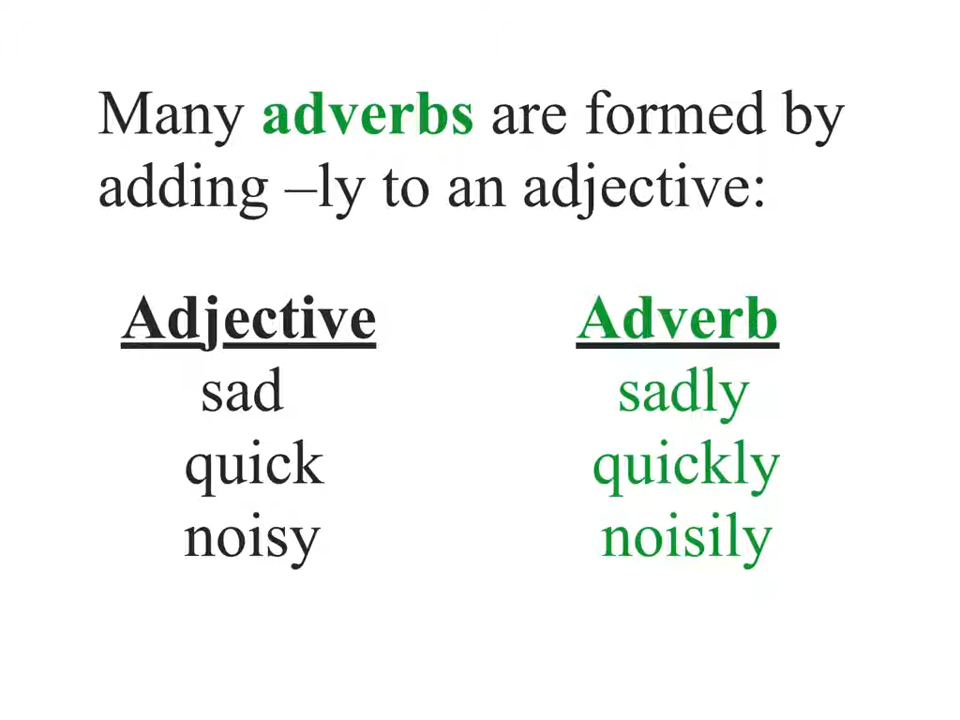 Many adverbs are formed by
adding –ly to an adjective:
Adjective Adverb
sad sadly
quick quickly
noisy noisily